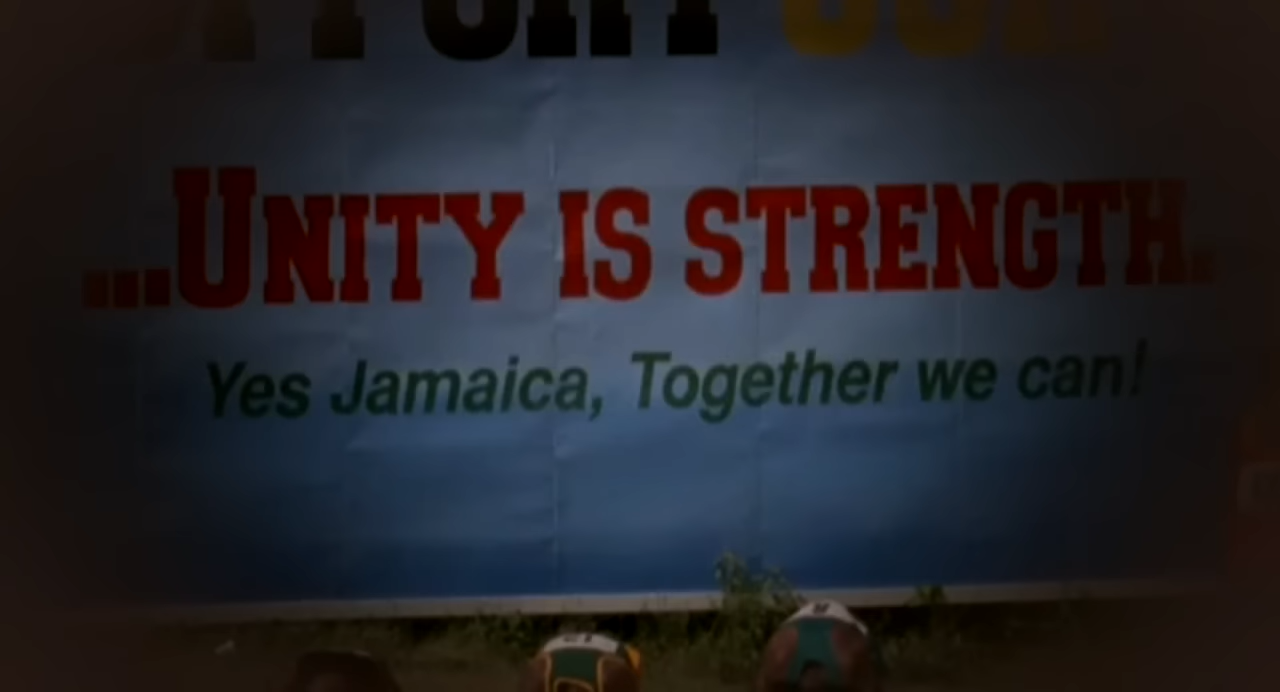 ...UNITY IS STRENGTH.
Yes Jamaica, Together we can!